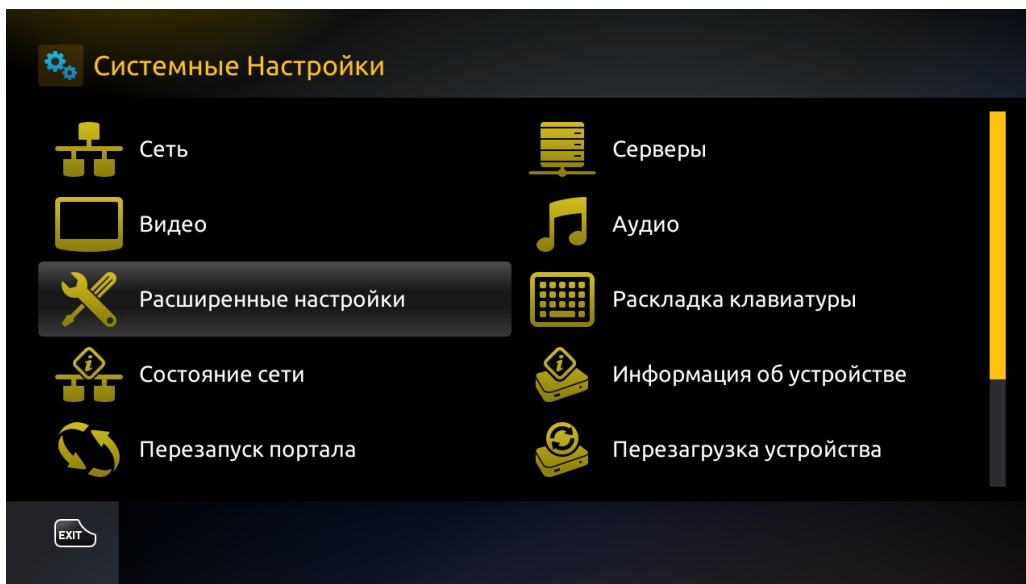 Системные Настройки
Сеть
Серверы
Видео
Аудио
Расширенные настройки
Раскладка клавиатуры
Состояние сети
Информация об устройстве
Перезапуск портала
Перезагрузка устройства
EXIT